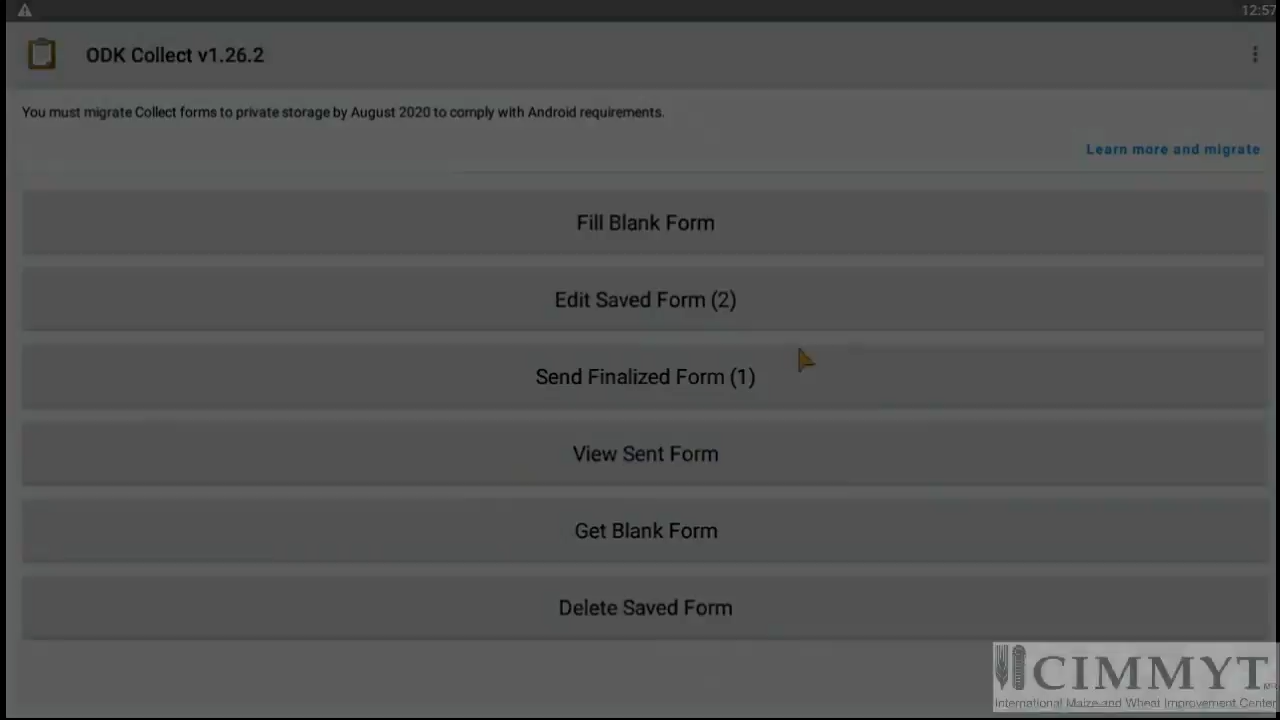 12:57
ODK Collect v1.26.2
You must migrate Collect forms to private storage by August 2020 to comply with Android requirements.
Learn more and migrate
Fill Blank Form
Edit Saved Form (2)
Send Finalized Form (1)
View Sent Form
Get Blank Form
Delete Saved Form
CIMMYT
International Maize and Wheat Improvement Center